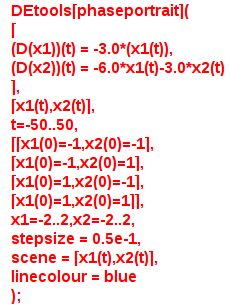 DEtools[phaseportrait](
[
(D(x1))(t) = -3.0*(x1(t)),
(D(x2))(t) = -6.0*x1(t)-3.0*x2(t)
],
[x1(t),x2(t)],
t=-50..50,
[[x1(0)=-1,x2(0)=-1],
[x1(0)=-1,x2(0)=1],
[x1(0)=1,x2(0)=-1],
[x1(0)=1,x2(0)=1]],
x1=-2..2,x2=-2..2,
stepsize = 0.5e-1,
scene = [x1(t),x2(t)],
linecolour = blue
);